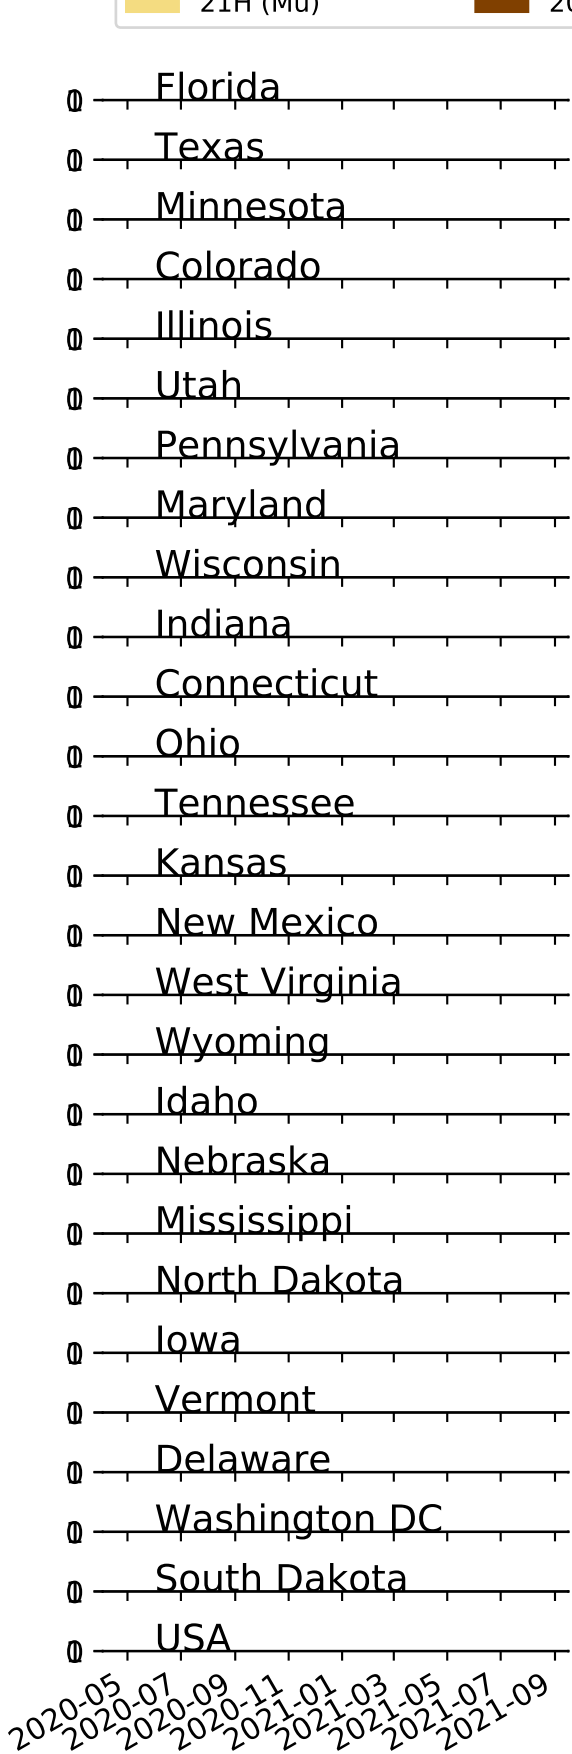 21H (Mu)
Florida
Texas
Minnesota
Colorado
Illinois
Utah
Pennsylvania
Maryland
Wisconsin
Indiana
Connecticut
Ohio
Tennessee
Kansas
New Mexico
West Virginia
Wyoming
Idaho
Nebraska
Mississippi
North Dakota
Iowa
Vermont
Delaware
Washington DC
South Dakota
USA
2020-05 2020-07 2020-09 2020-11 2021-01 2021-03 2021-05 2021-07 2021-09